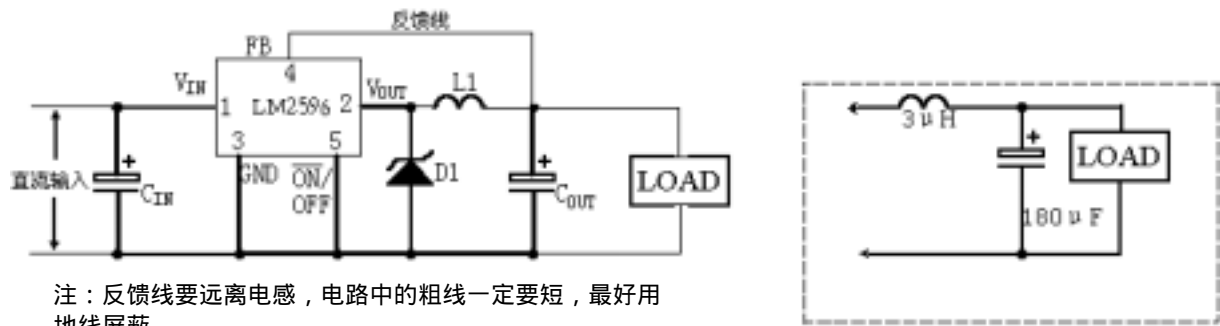 反馈线
FB
4
VIN
VOUT
L1
1
LM2596
2
3
5
GND
ON/
OFF
D1
直流输入
+
CIN
+
COUT
LOAD
3μH
+
LOAD
180μF
注：反馈线要远离电感，电路中的粗线一定要短，最好用
地线屏蔽